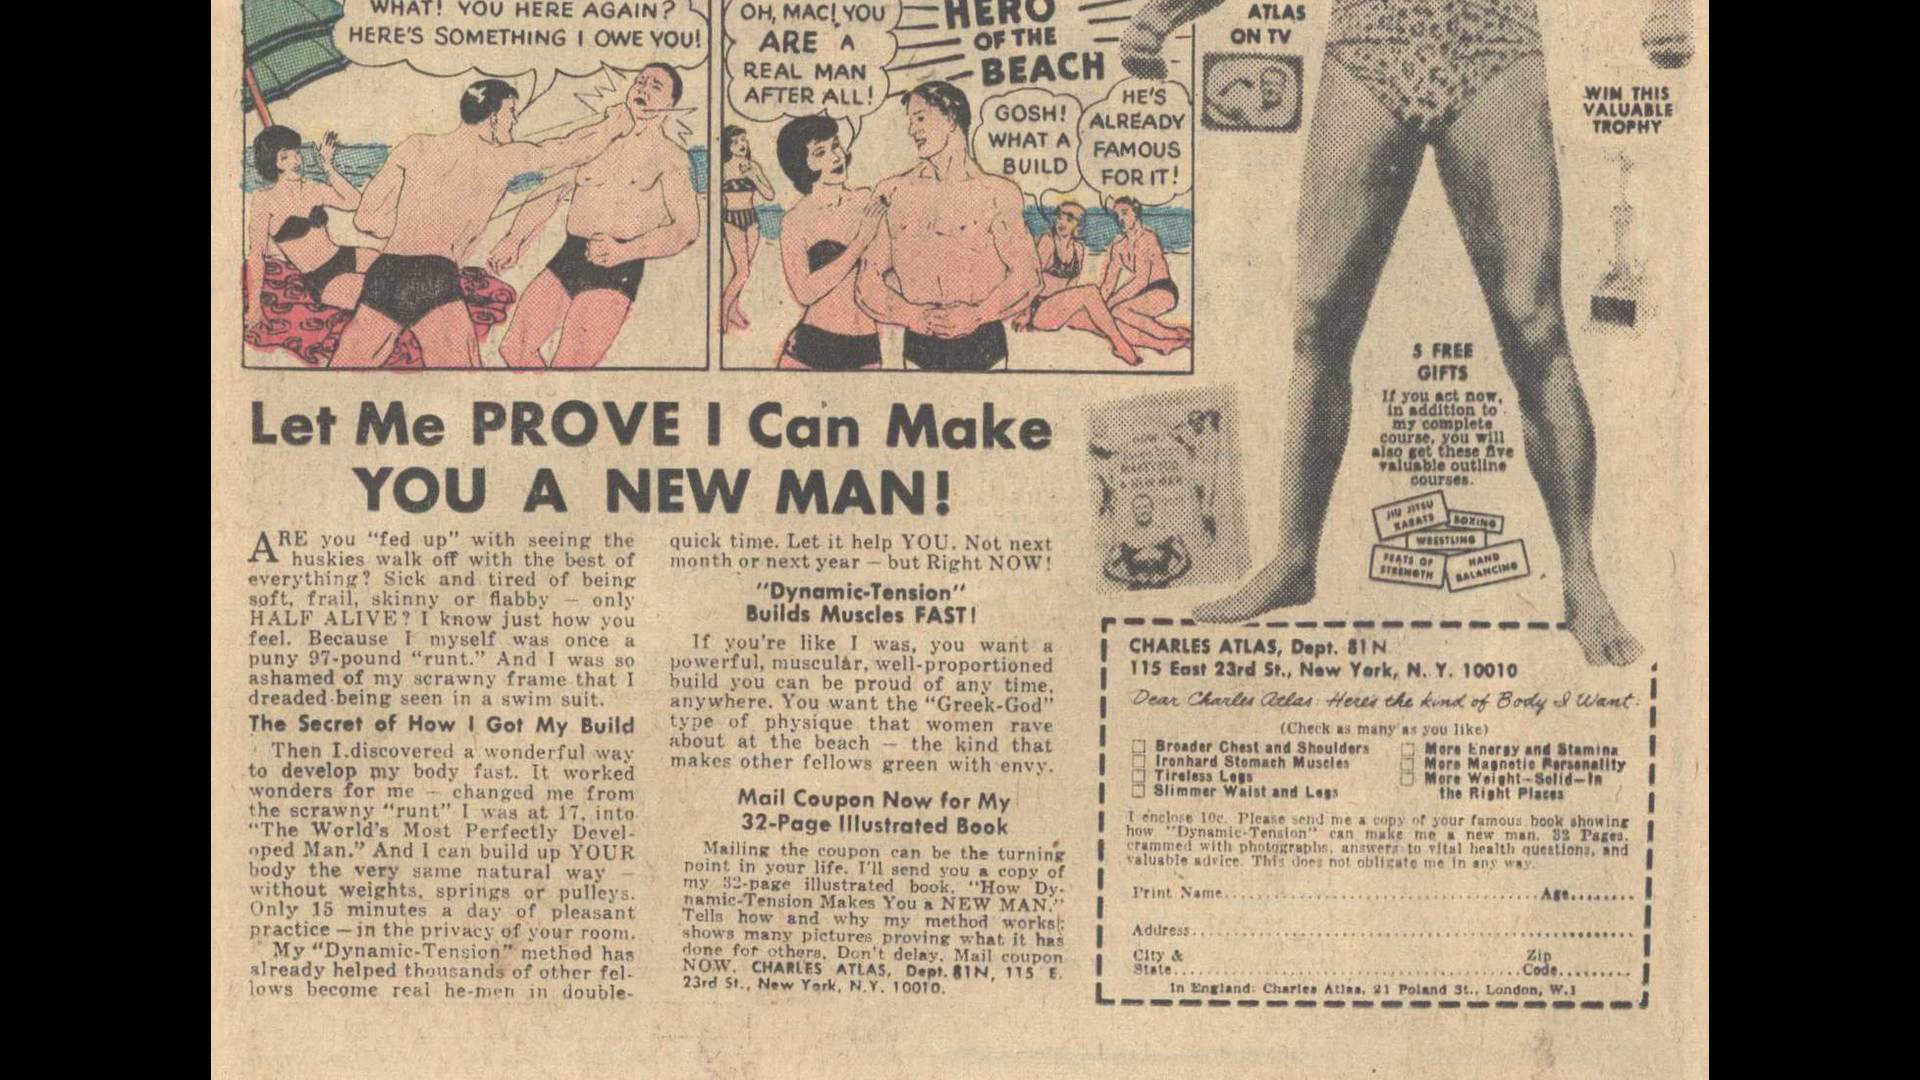 WHAT! YOU HERE AGAIN?
HERE'S SOMETHING I OWE YOU!
OH, MAC! YOU
ARE A
REAL MAN
AFTER ALL!
HERO
OF THE
BEACH
GOSH!
WHAT A
BUILD
HE'S
ALREADY
FAMOUS
FOR IT!
ATLAS
ON TV
WIN THIS
VALUABLE
TROPHY
5 FREE
GIFTS
If you act now,
in addition to
my complete
course, you will
also get these five
valuable outline
courses.
JIU JITSU
KARATE
BOXING
WRESTLING
FEATS OF
STRENGTH
HAND
BALANCING
Let Me PROVE I Can Make
YOU A NEW MAN!
ARE you "fed up" with seeing the
huskies walk off with the best of
everything? Sick and tired of being
soft, frail, skinny or flabby — only
HALF ALIVE? I know just how you
feel. Because I myself was once a
puny 97-pound "runt." And I was so
ashamed of my scrawny frame that I
dreaded being seen in a swim suit.
The Secret of How I Got My Build
Then I discovered a wonderful way
to develop my body fast. It worked
wonders for me — changed me from
the scrawny "runt" I was at 17, into
"The World's Most Perfectly Devel-
oped Man." And I can build up YOUR
body the very same natural way —
without weights, springs or pulleys.
Only 15 minutes a day of pleasant
practice — in the privacy of your room.
My "Dynamic-Tension" method has
already helped thousands of other fel-
lows become real he-men in double-
quick time. Let it help YOU. Not next
month or next year — but Right NOW!
"Dynamic-Tension"
Builds Muscles FAST!
If you're like I was, you want a
powerful, muscular, well-proportioned
build you can be proud of any time,
anywhere. You want the "Greek-God"
type of physique that women rave
about at the beach — the kind that
makes other fellows green with envy.
Mail Coupon Now for My
32-Page Illustrated Book
Mailing the coupon can be the turning
point in your life. I'll send you a copy of
my 32-page illustrated book, "How Dy-
namic-Tension Makes You a NEW MAN."
Tells how and why my method works;
shows many pictures proving what it has
done for others. Don't delay. Mail coupon
NOW. CHARLES ATLAS, Dept. 81N, 115 E.
23rd St., New York, N.Y. 10010.
CHARLES ATLAS, Dept. 81N
115 East 23rd St., New York, N. Y. 10010
Dear Charles Atlas: Here's the kind of Body I Want:
(Check as many as you like)
Broader Chest and Shoulders
Ironhard Stomach Muscles
Tireless Legs
Slimmer Waist and Legs
More Energy and Stamina
More Magnetic Personality
More Weight—Solid—In
the Right Places
I enclose 10c. Please send me a copy of your famous book showing
how "Dynamic-Tension" can make me a new man. 32 Pages,
crammed with photographs, answers to vital health questions, and
valuable advice. This does not obligate me in any way.
Print Name.......... Age........
Address..........
City & Zip
State.......... Code.........
In England: Charles Atlas, 21 Poland St., London, W.1